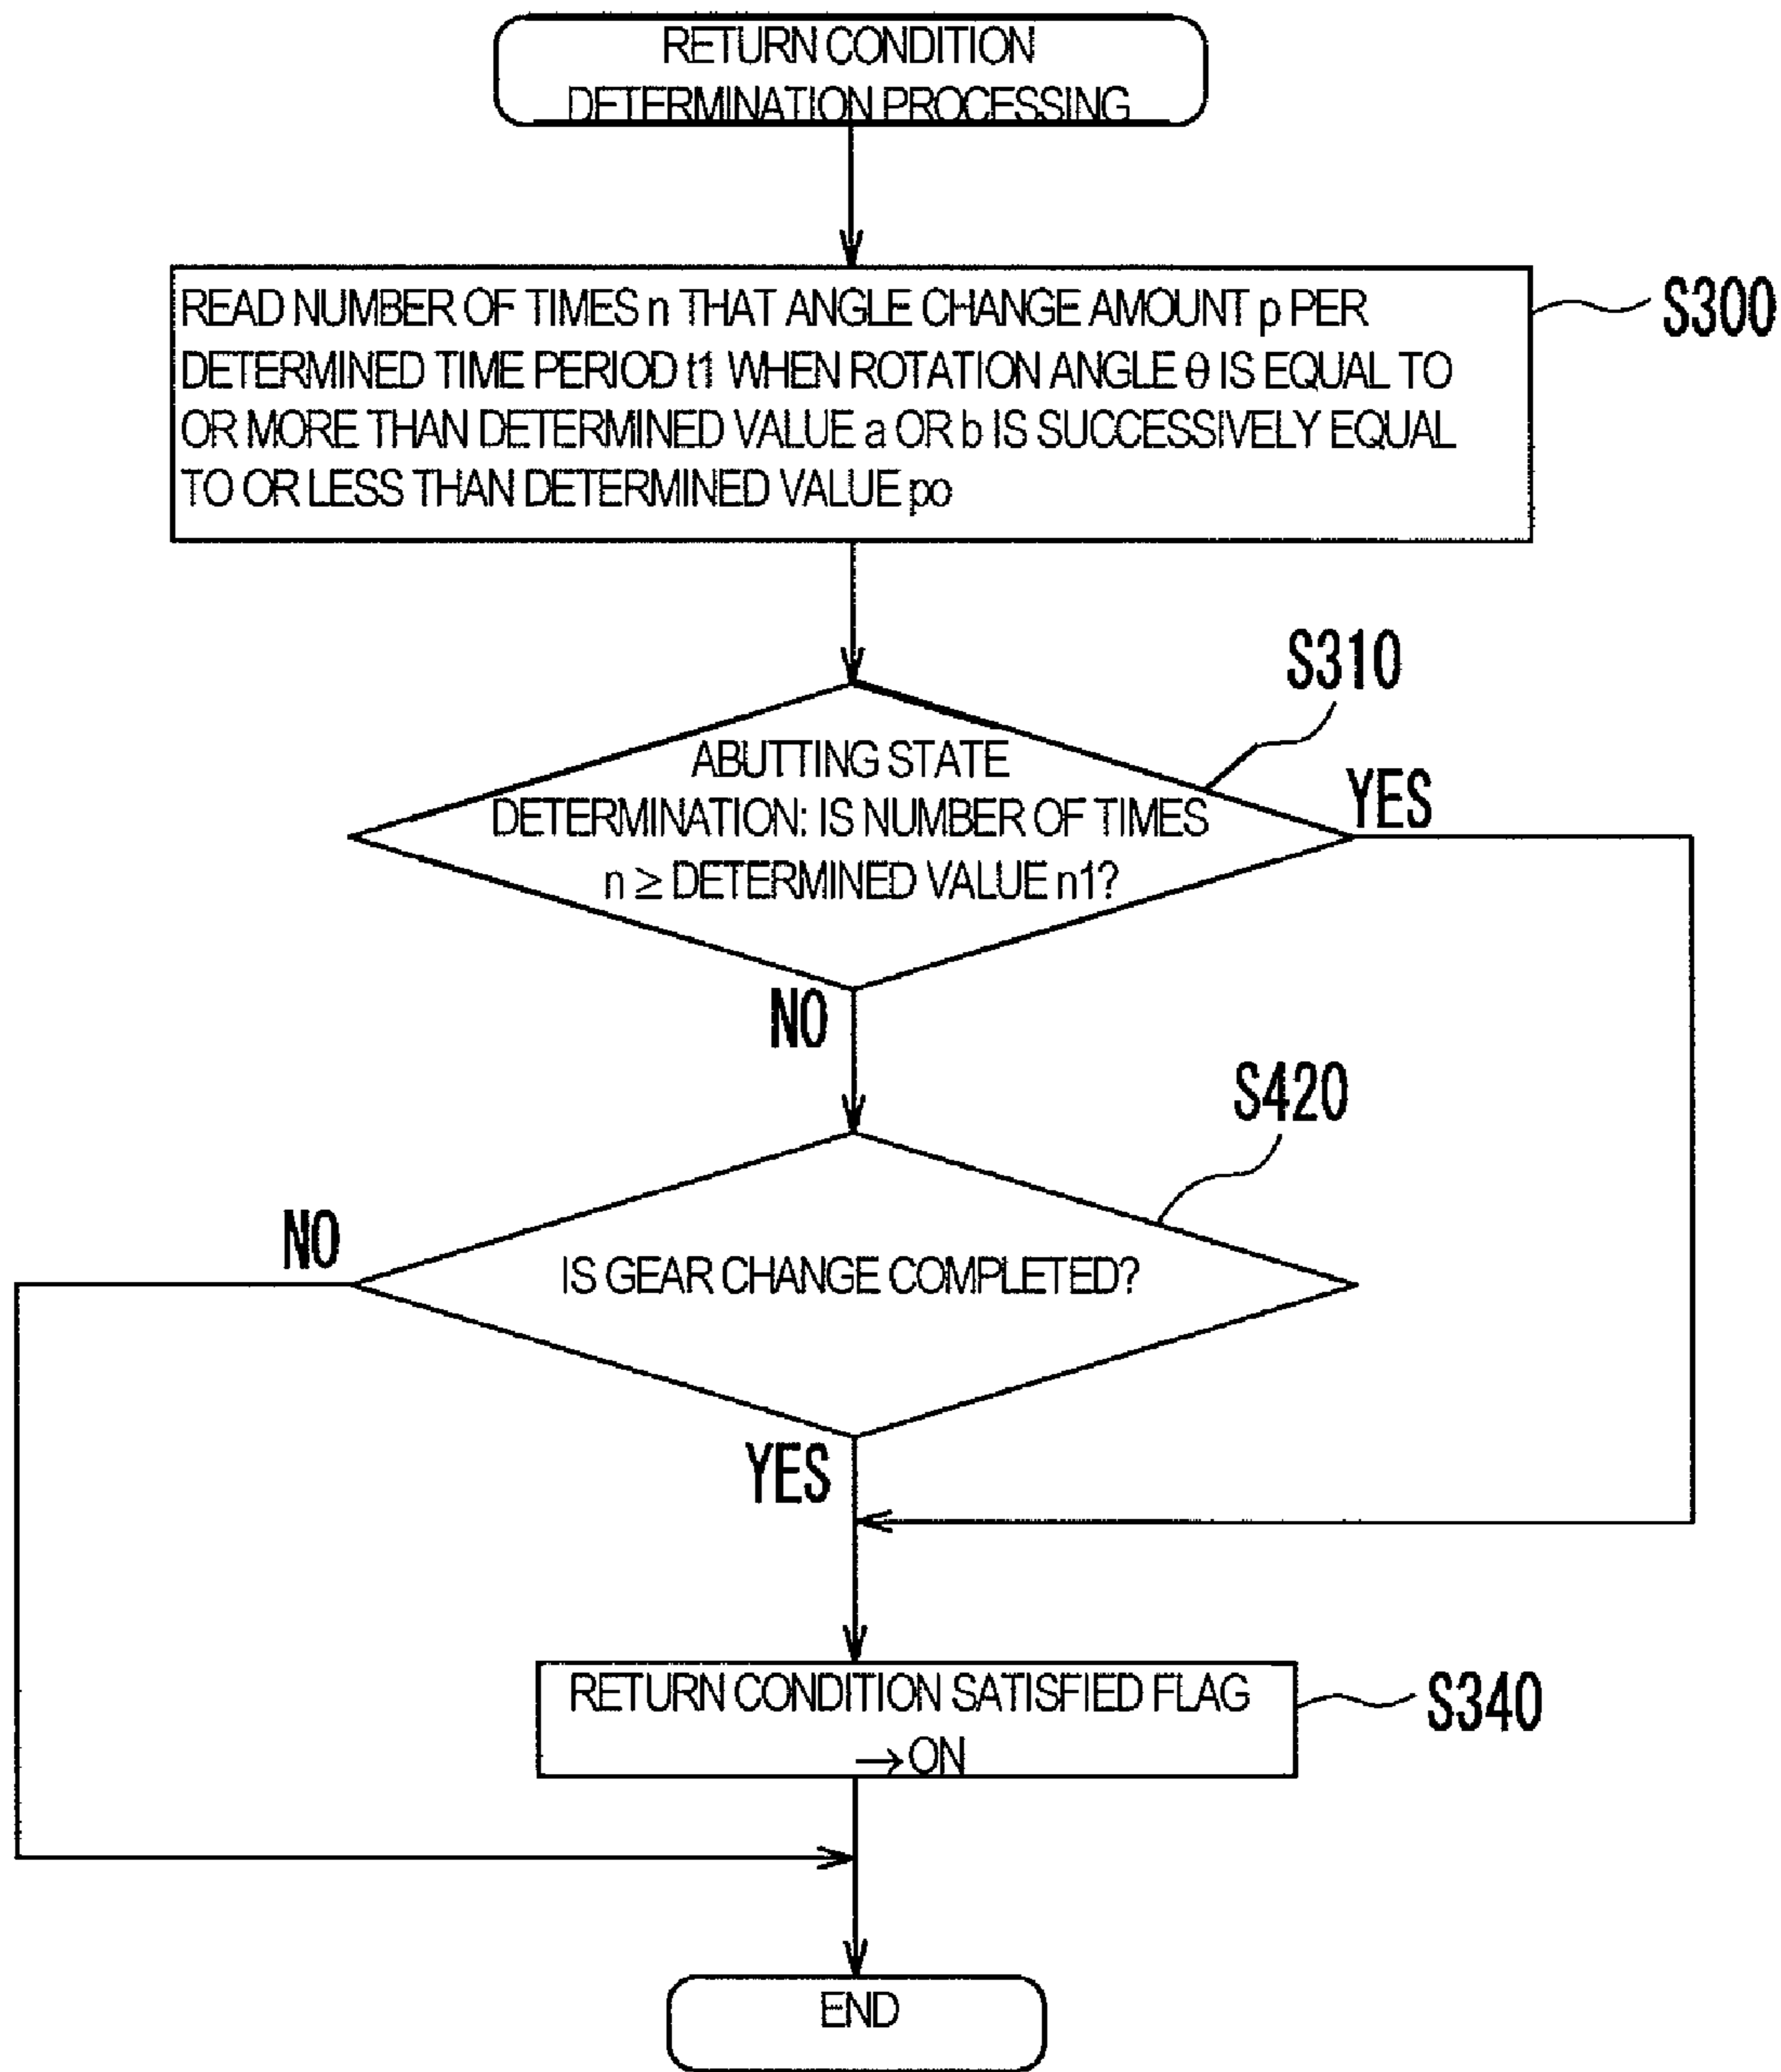 RETURN CONDITION
DETERMINATION PROCESSING
READ NUMBER OF TIMES n THAT ANGLE CHANGE AMOUNT p PER
DETERMINED TIME PERIOD t1 WHEN ROTATION ANGLE θ IS EQUAL TO
OR MORE THAN DETERMINED VALUE a OR b IS SUCCESSIVELY EQUAL
TO OR LESS THAN DETERMINED VALUE po
S300
S310
ABUTTING STATE
DETERMINATION: IS NUMBER OF TIMES
n ≥ DETERMINED VALUE n1?
YES
NO
S420
NO
IS GEAR CHANGE COMPLETED?
YES
RETURN CONDITION SATISFIED FLAG
→ON
S340
END